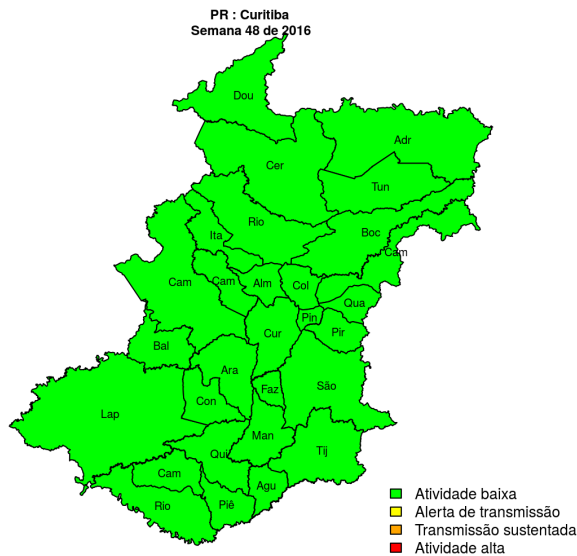 PR : Curitiba
Semana 48 de 2016
Dou
Adr
Cer
Tun
Rio
Ita
Boc
Cam
Cam
Cam
Alm
Col
Qua
Pin
Cur
Pir
Bal
Ara
Faz
São
Con
Lap
Man
Qui
Tij
Cam
Agu
Rio
Piê
Atividade baixa
Alerta de transmissão
Transmissão sustentada
Atividade alta